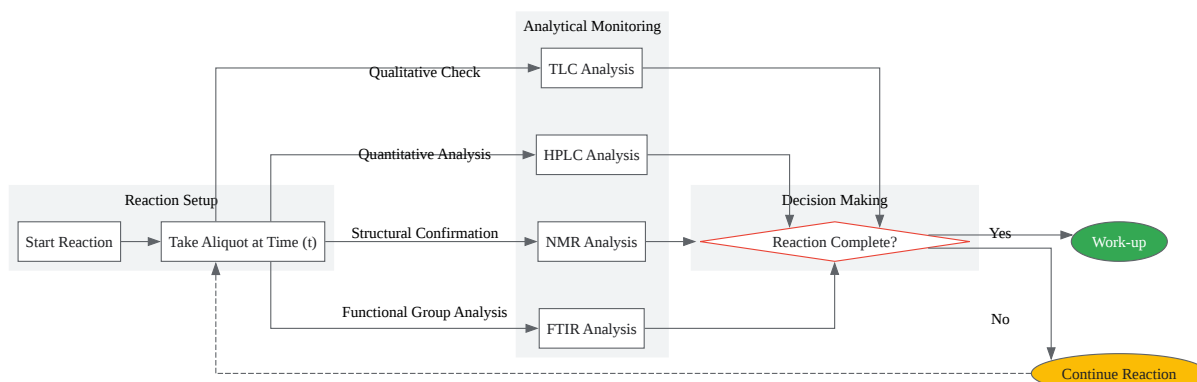 Analytical Monitoring
Qualitative Check
TLC Analysis
Quantitative Analysis
HPLC Analysis
Reaction Setup
Decision Making
Start Reaction
Take Aliquot at Time (t)
Structural Confirmation
NMR Analysis
Reaction Complete?
Yes
Work-up
Functional Group Analysis
FTIR Analysis
No
Continue Reaction